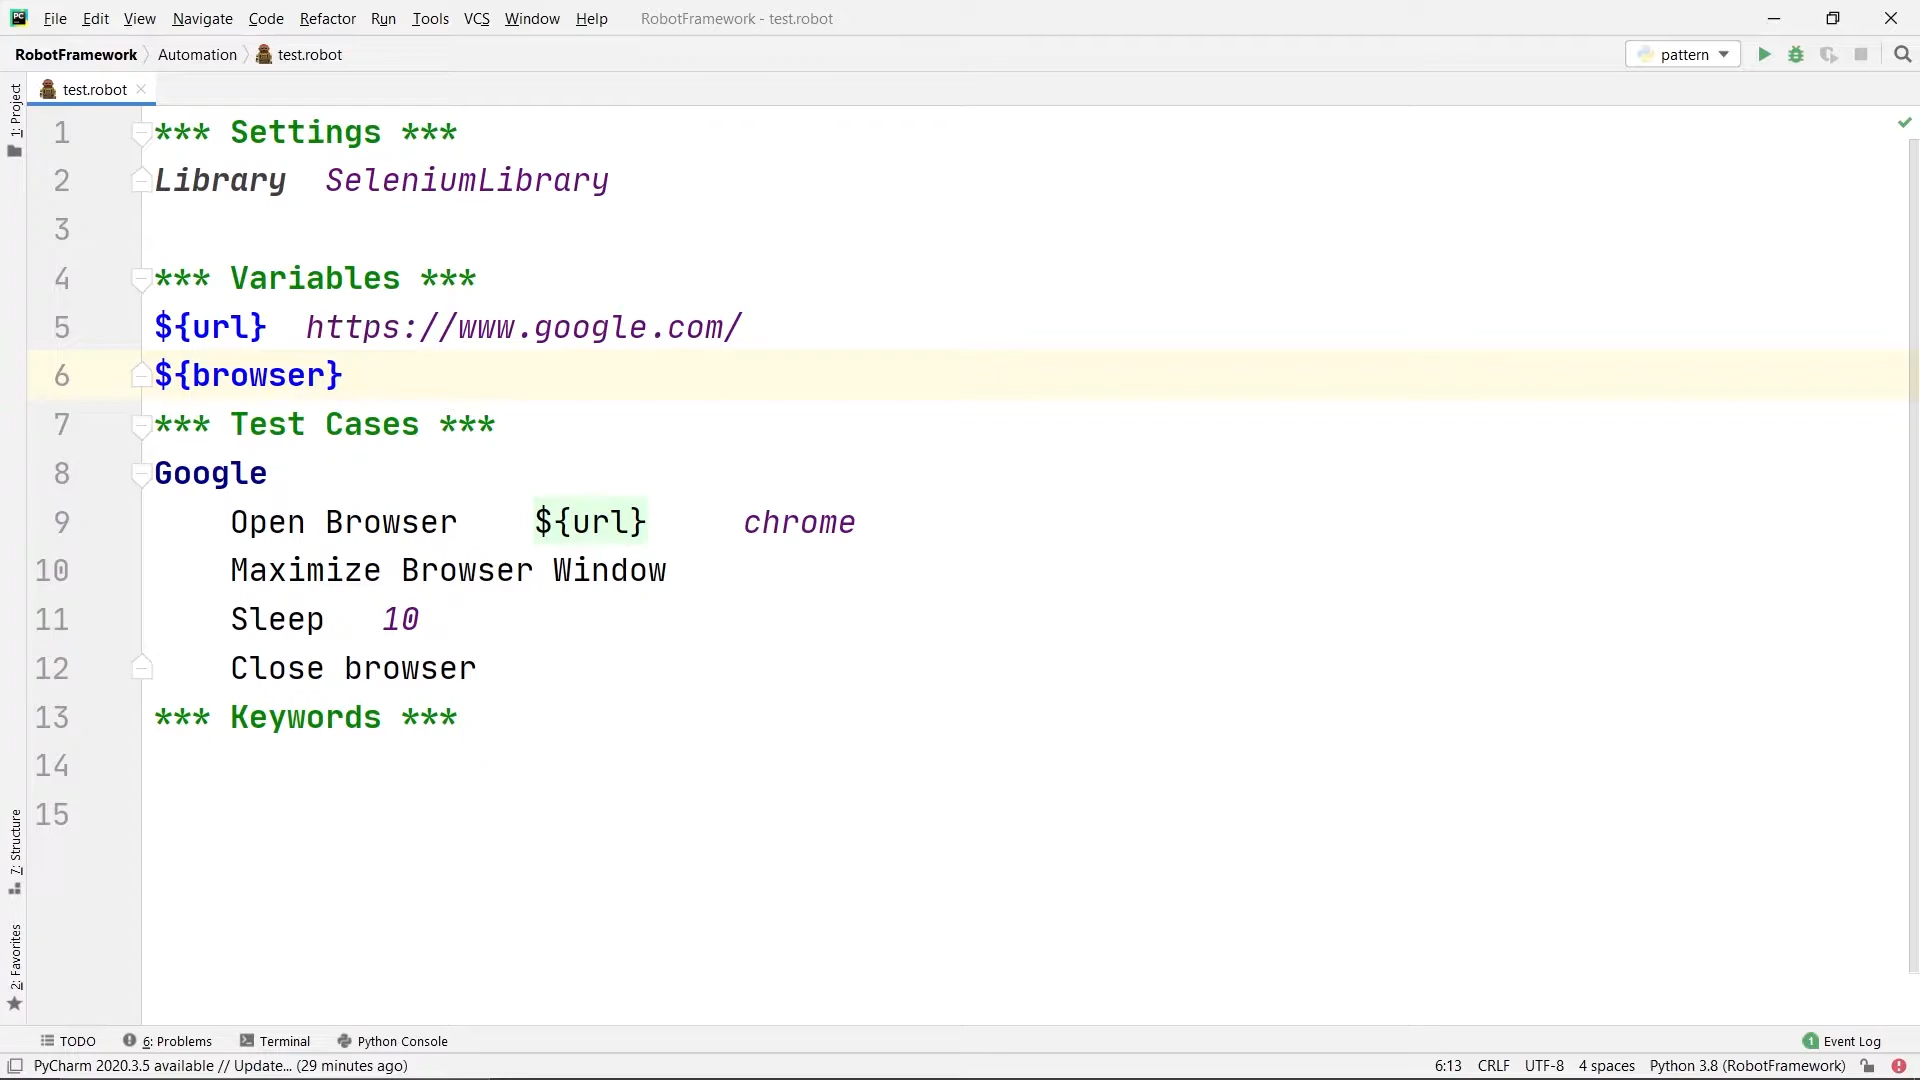 PC File Edit View Navigate Code Refactor Run Tools VCS Window Help RobotFramework - test.robot
RobotFramework Automation test.robot pattern
test.robot
1: Project
1 *** Settings ***
2 Library SeleniumLibrary
3
4 *** Variables ***
5 ${url} https://www.google.com/
6 ${browser}
7 *** Test Cases ***
8 Google
9 Open Browser ${url} chrome
10 Maximize Browser Window
11 Sleep 10
12 Close browser
13 *** Keywords ***
14
15
7: Structure
2: Favorites
TODO 6: Problems Terminal Python Console 1 Event Log
PyCharm 2020.3.5 available // Update... (29 minutes ago) 6:13 CRLF UTF-8 4 spaces Python 3.8 (RobotFramework)